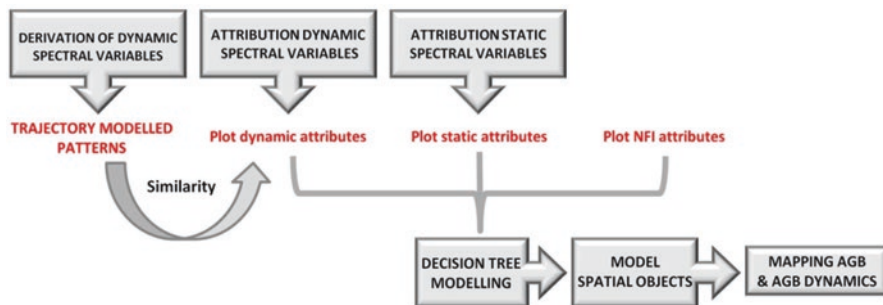 DERIVATION OF DYNAMIC
SPECTRAL VARIABLES
ATTRIBUTION DYNAMIC
SPECTRAL VARIABLES
ATTRIBUTION STATIC
SPECTRAL VARIABLES
TRAJECTORY MODELLED
PATTERNS
Plot dynamic attributes
Plot static attributes
Plot NFI attributes
Similarity
DECISION TREE
MODELLING
MODEL
SPATIAL OBJECTS
MAPPING AGB
& AGB DYNAMICS